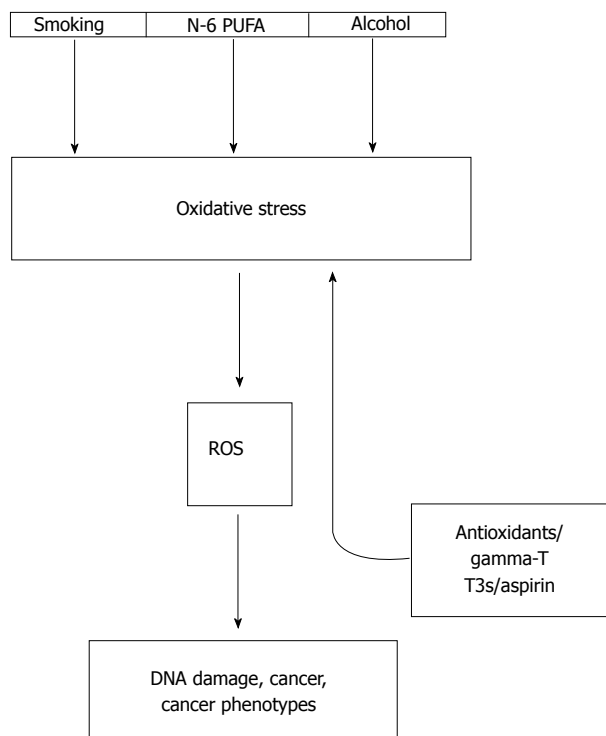 Smoking N-6 PUFA Alcohol
Oxidative stress
ROS
Antioxidants/
gamma-T
T3s/aspirin
DNA damage, cancer,
cancer phenotypes